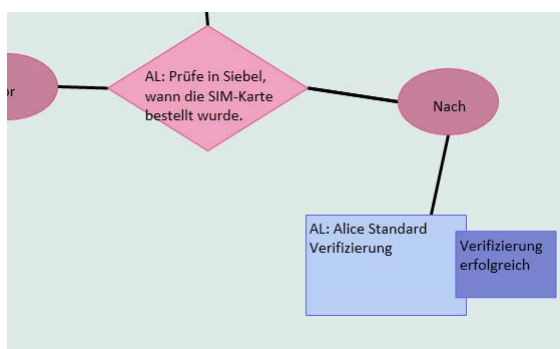 AL: Prüfe in Siebel,
wann die SIM-Karte
bestellt wurde.
Nach
AL: Alice Standard
Verifizierung
Verifizierung
erfolgreich